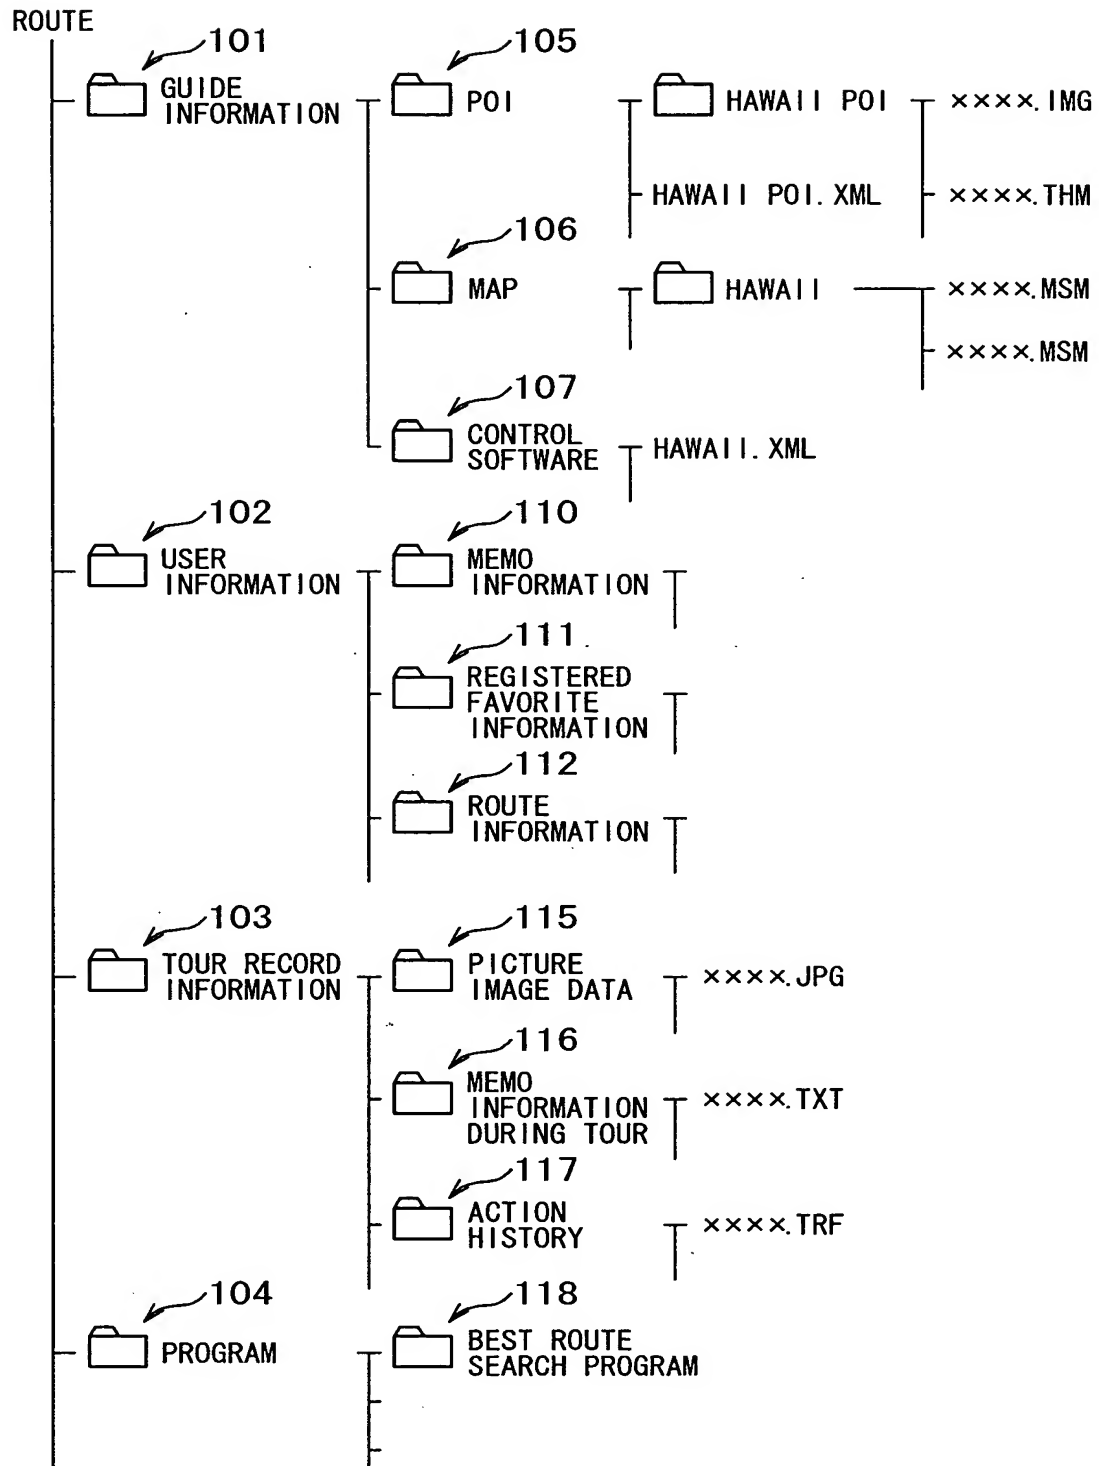 ROUTE
101
GUIDE
INFORMATION
105
POI
HAWAII POI
××××.IMG
HAWAII POI.XML
××××.THM
106
MAP
HAWAII
××××.MSM
××××.MSM
107
CONTROL
SOFTWARE
HAWAII.XML
102
USER
INFORMATION
110
MEMO
INFORMATION
111
REGISTERED
FAVORITE
INFORMATION
112
ROUTE
INFORMATION
103
TOUR RECORD
INFORMATION
115
PICTURE
IMAGE DATA
××××.JPG
116
MEMO
INFORMATION
DURING TOUR
××××.TXT
117
ACTION
HISTORY
××××.TRF
104
PROGRAM
118
BEST ROUTE
SEARCH PROGRAM